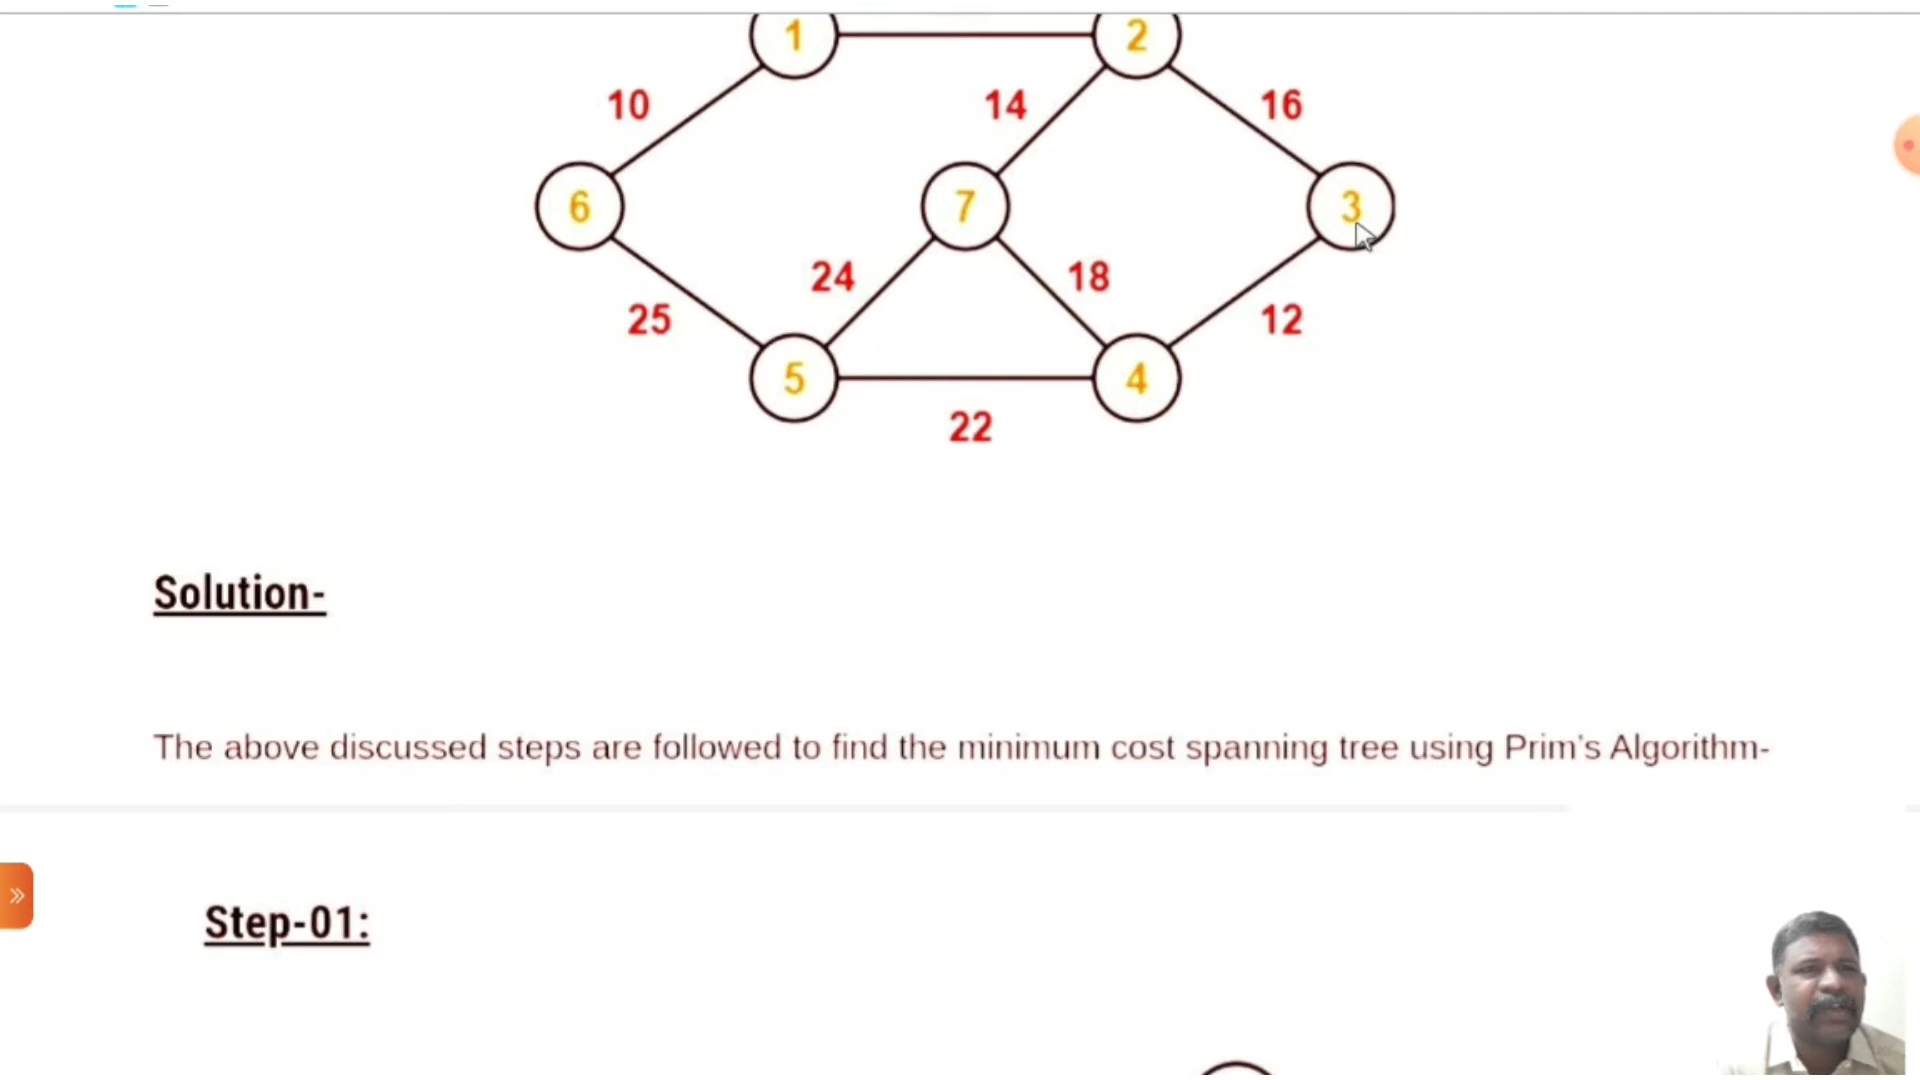 1 2
10 14 16
6 7 3
24 18
25 12
5 4
22
Solution-
The above discussed steps are followed to find the minimum cost spanning tree using Prim's Algorithm-
»
Step-01: